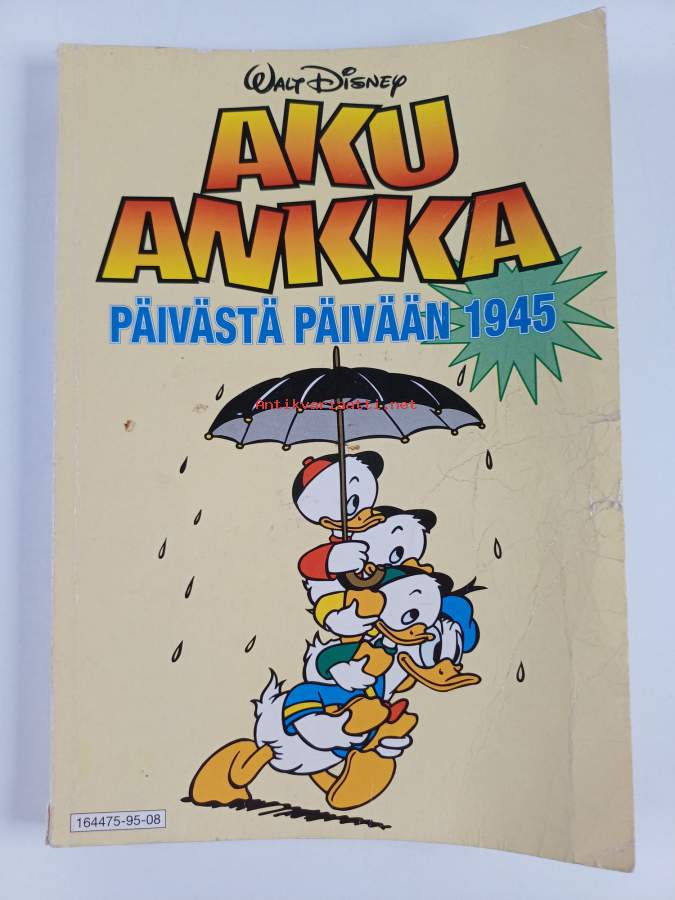 WALT DISNEY
AKU
ANKKA
PÄIVÄSTÄ PÄIVÄÄN 1945
Antikvariaatti.net
164475-95-08